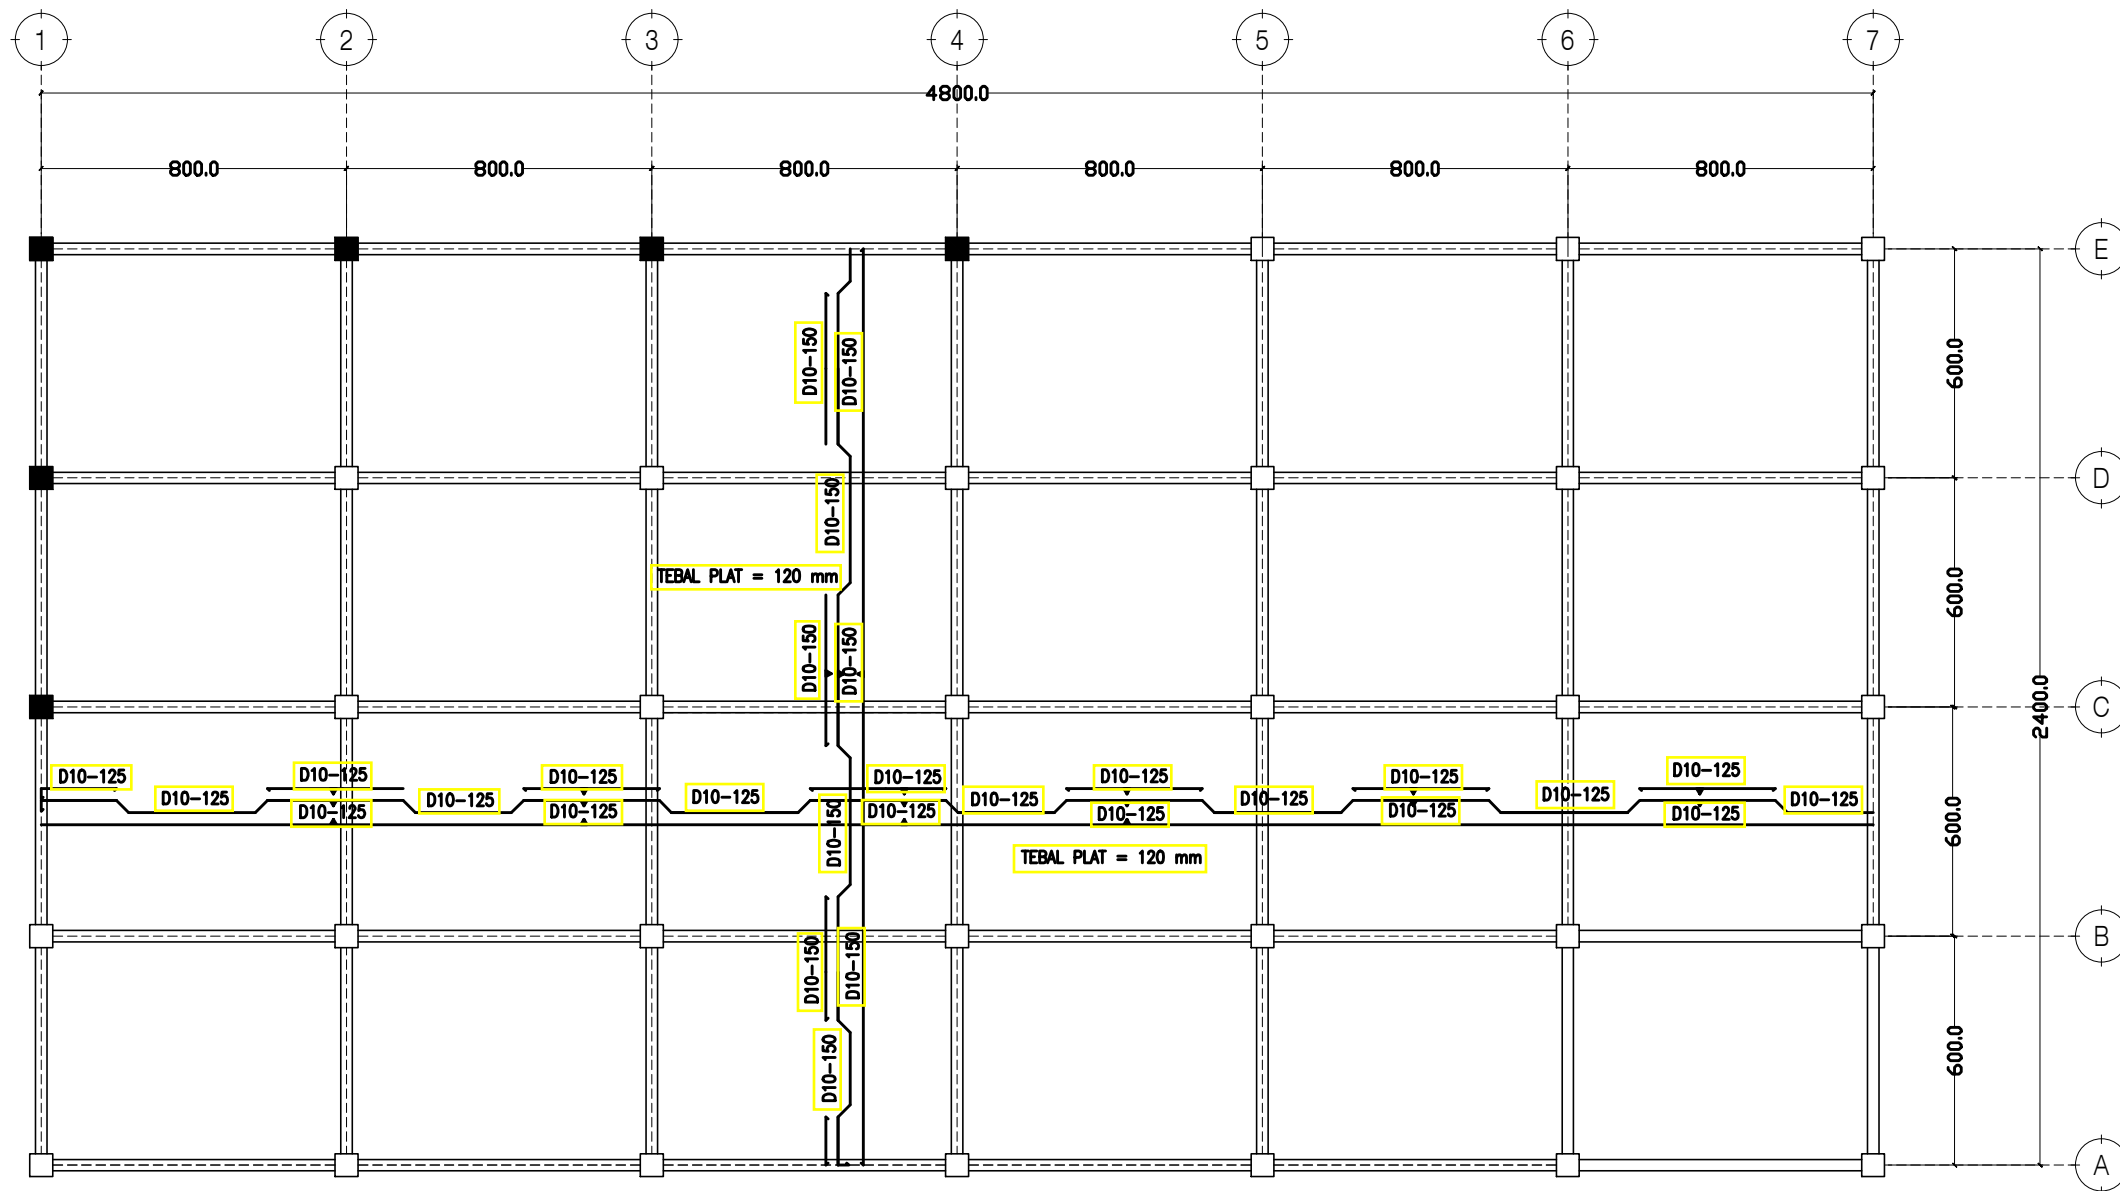 1 2 3 4 5 6 7
4800.0
800.0 800.0 800.0 800.0 800.0 800.0
E
D10-150 D10-150
600.0
D
D10-150
TEBAL PLAT = 120 mm
600.0
D10-150 D10-150
2400.0
C
D10-125 D10-125 D10-125 D10-125 D10-125 D10-125 D10-125
D10-125 D10-125 D10-125 D10-125 D10-125 D10-125 D10-125
D10-125 D10-125 D10-125 D10-125 D10-125 D10-125
D10-150
600.0
TEBAL PLAT = 120 mm
B
D10-150 D10-150
D10-150
600.0
A